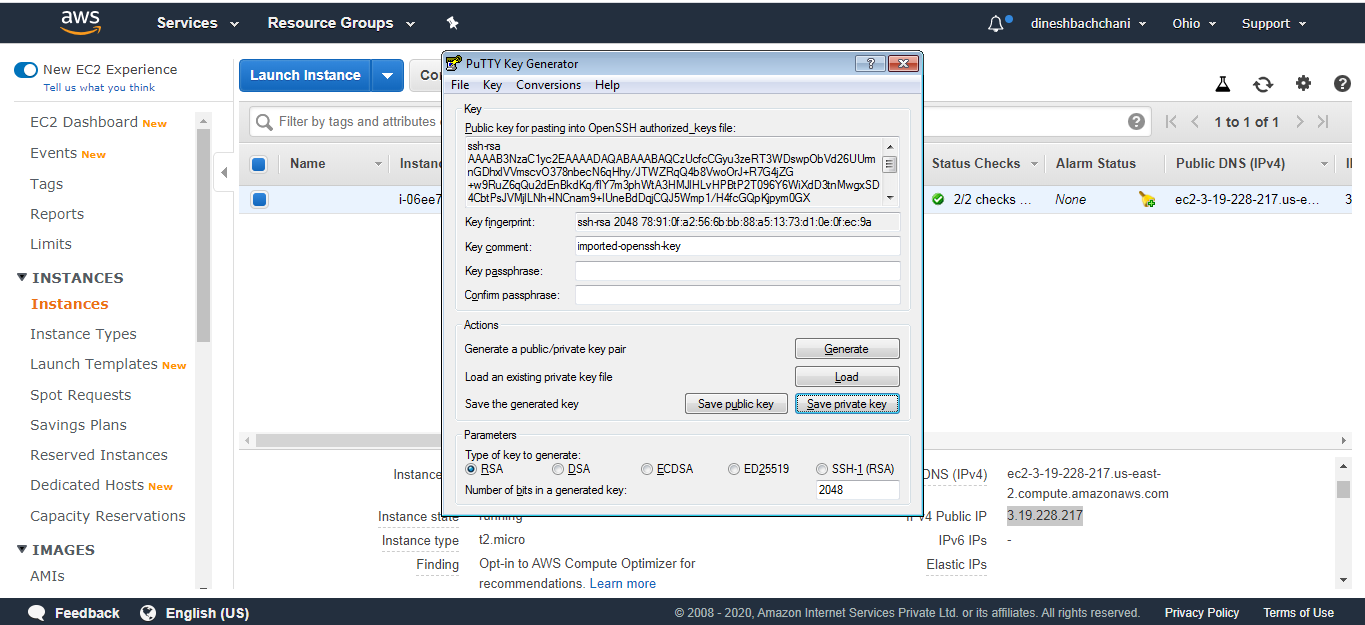 aws
Services
Resource Groups
dineshbachchani
Ohio
Support
New EC2 Experience
Tell us what you think
EC2 Dashboard New
Events New
Tags
Reports
Limits
INSTANCES
Instances
Instance Types
Launch Templates New
Spot Requests
Savings Plans
Reserved Instances
Dedicated Hosts New
Capacity Reservations
IMAGES
AMIs
Launch Instance
Filter by tags and attributes
1 to 1 of 1
Name
Status Checks
Alarm Status
Public DNS (IPv4)
i-06ee7
2/2 checks ...
None
ec2-3-19-228-217.us-e...
PuTTY Key Generator
File Key Conversions Help
Key
Public key for pasting into OpenSSH authorized_keys file:
ssh-rsa
Key fingerprint:
ssh-rsa 2048 78:91:0f:a2:56:6b:bb:88:a5:13:73:d1:0e:0f:ec:9a
Key comment:
imported-openssh-key
Key passphrase:
Confirm passphrase:
Actions
Generate a public/private key pair
Generate
Load an existing private key file
Load
Save the generated key
Save public key
Save private key
Parameters
Type of key to generate:
RSA DSA ECDSA ED25519 SSH-1 (RSA)
Number of bits in a generated key:
2048
Instance state
running
Instance type
t2.micro
Finding
Opt-in to AWS Compute Optimizer for
recommendations. Learn more
DNS (IPv4)
ec2-3-19-228-217.us-east-
2.compute.amazonaws.com
IPv4 Public IP
3.19.228.217
IPv6 IPs
-
Elastic IPs
Feedback
English (US)
© 2008 - 2020, Amazon Internet Services Private Ltd. or its affiliates. All rights reserved.
Privacy Policy
Terms of Use